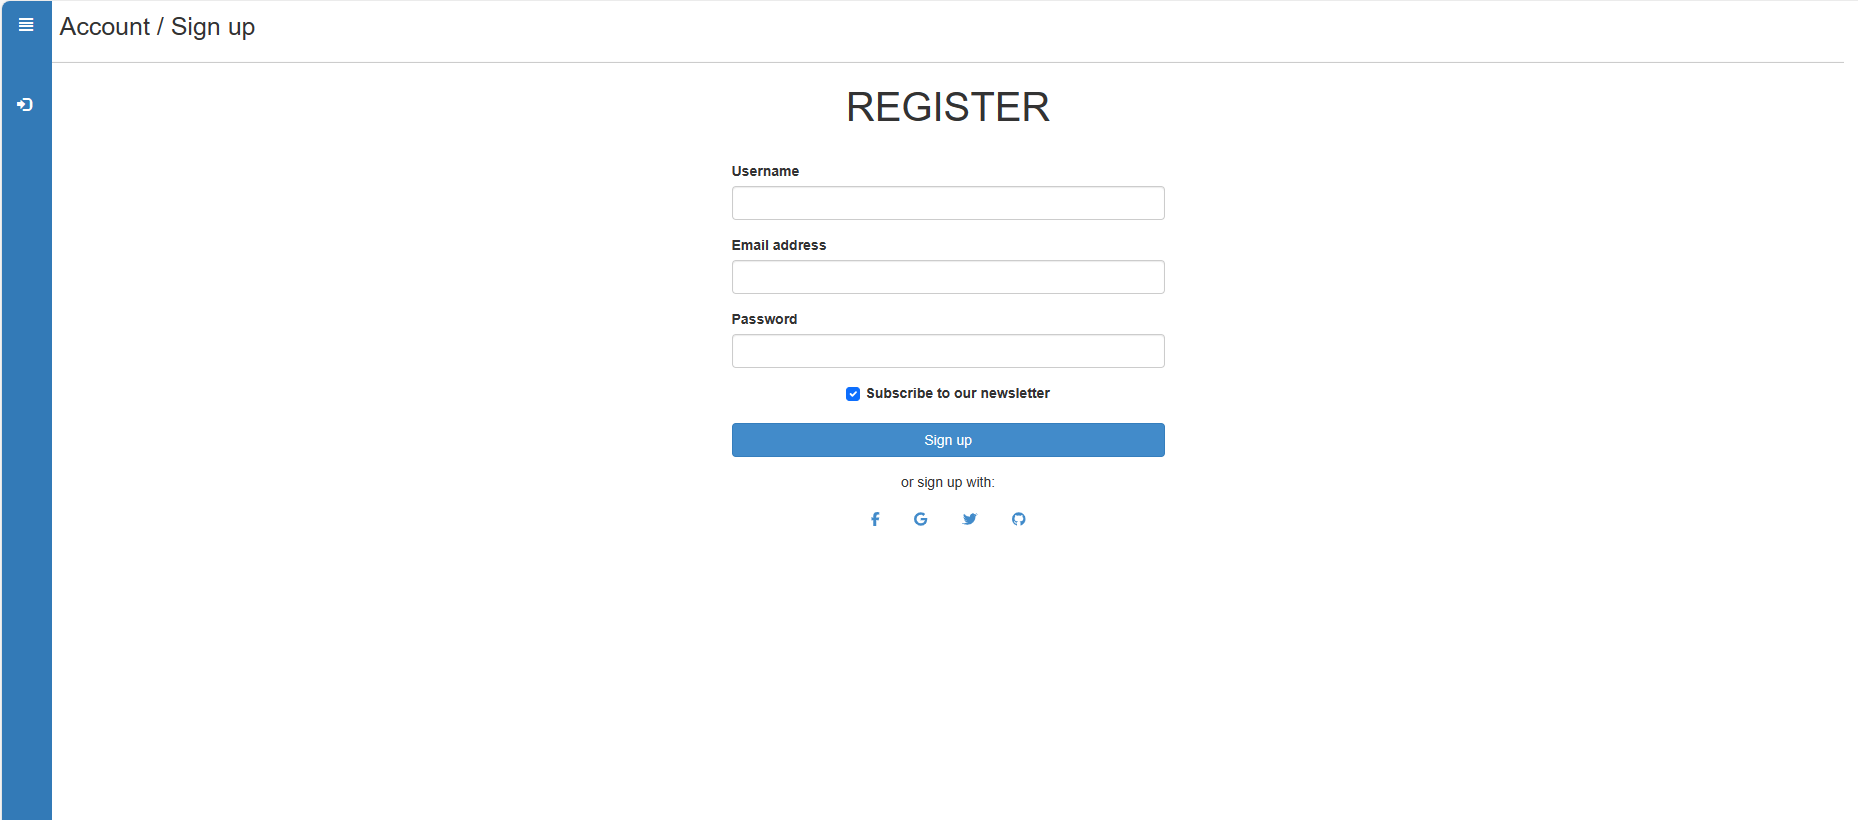 Account / Sign up
REGISTER
Username
Email address
Password
Subscribe to our newsletter
Sign up
or sign up with: